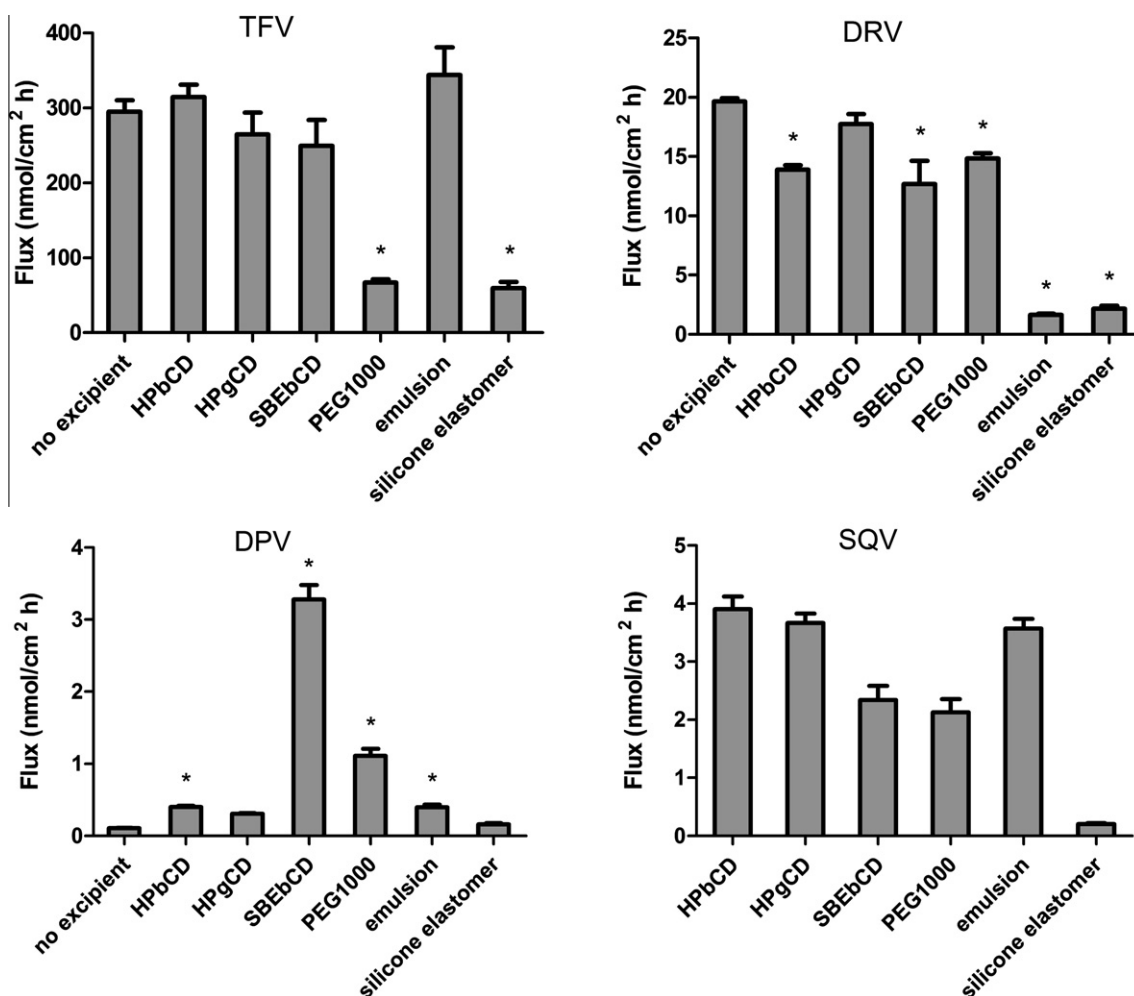 TFV
Flux (nmol/cm² h)
400
300
200
100
0
no excipient
HPbCD
HPgCD
SBEbCD
PEG1000
emulsion
silicone elastomer
*
*
DRV
Flux (nmol/cm² h)
25
20
15
10
5
0
no excipient
HPbCD
HPgCD
SBEbCD
PEG1000
emulsion
silicone elastomer
*
*
*
*
*
DPV
Flux (nmol/cm² h)
4
3
2
1
0
no excipient
HPbCD
HPgCD
SBEbCD
PEG1000
emulsion
silicone elastomer
*
*
*
*
SQV
Flux (nmol/cm² h)
5
4
3
2
1
0
HPbCD
HPgCD
SBEbCD
PEG1000
emulsion
silicone elastomer